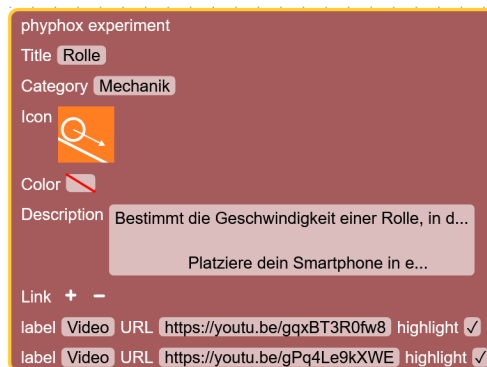 phyphox experiment
Title Rolle
Category Mechanik
Icon
Color
Description Bestimmt die Geschwindigkeit einer Rolle, in d...
Platziere dein Smartphone in e...
Link + −
label Video URL https://youtu.be/gqxBT3R0fw8 highlight ✓
label Video URL https://youtu.be/gPq4Le9kXWE highlight ✓